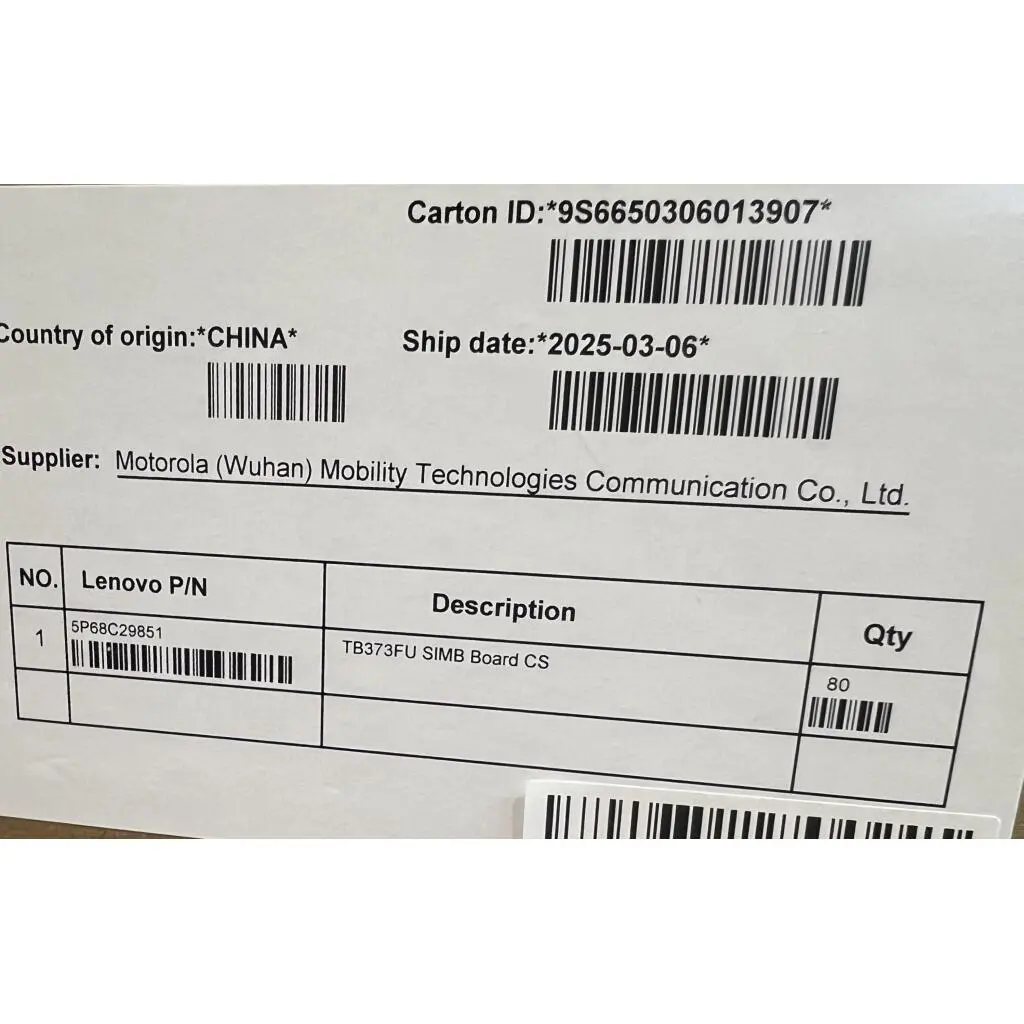 Carton ID:*9S6650306013907*
Country of origin:*CHINA*
Ship date:*2025-03-06*
Supplier: Motorola (Wuhan) Mobility Technologies Communication Co., Ltd.
NO. Lenovo P/N Description Qty
1 5P68C29851 TB373FU SIMB Board CS 80